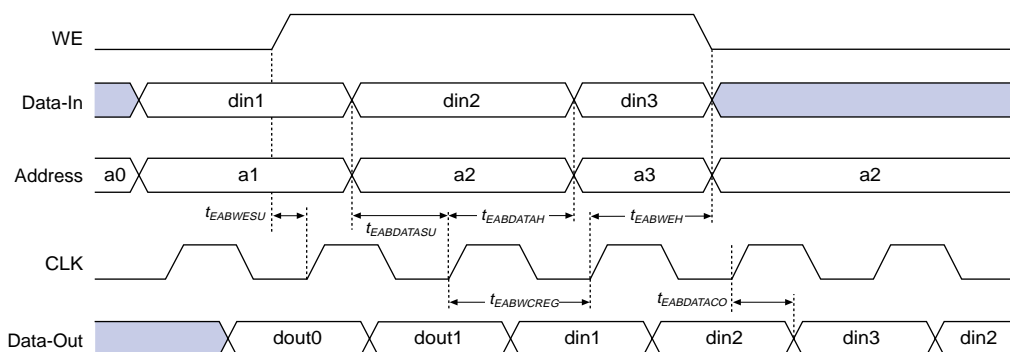 WE
Data-In din1 din2 din3
Address a0 a1 a2 a3 a2
tEABWESU tEABDATASU tEABDATAH tEABWEH
CLK
tEABWCREG tEABDATACO
Data-Out dout0 dout1 din1 din2 din3 din2